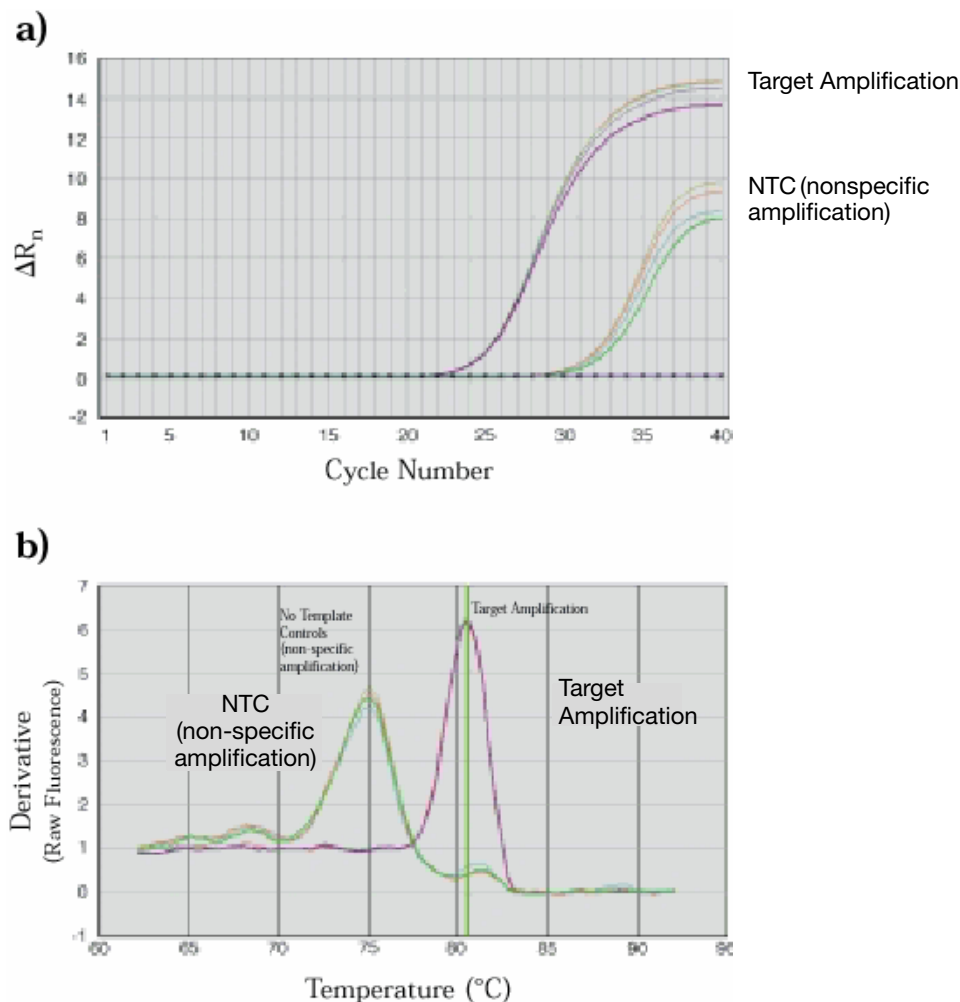 a)
16
14
12
10
8
6
4
2
0
-2
ΔRn
1 5 10 15 20 25 30 35 40
Cycle Number
Target Amplification
NTC (nonspecific
amplification)
b)
7
6
5
4
3
2
1
0
-1
Derivative
(Raw Fluorescence)
No Template
Controls
(non-specific
amplification)
Target Amplification
NTC
(non-specific
amplification)
Target
Amplification
60 65 70 75 80 85 90 95
Temperature (°C)